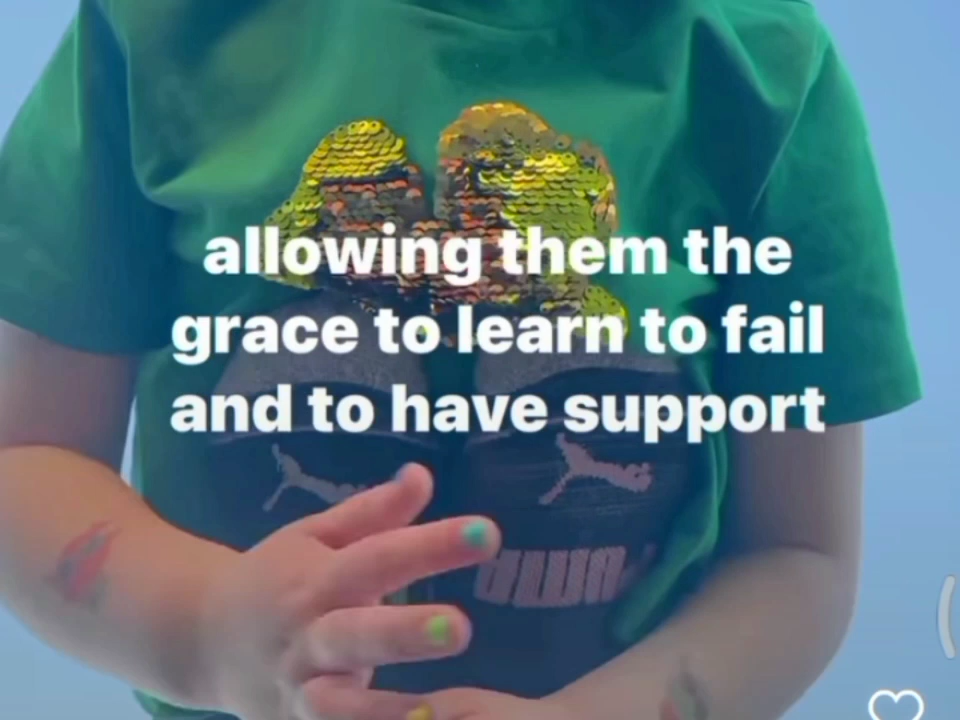 allowing them the
grace to learn to fail
and to have support